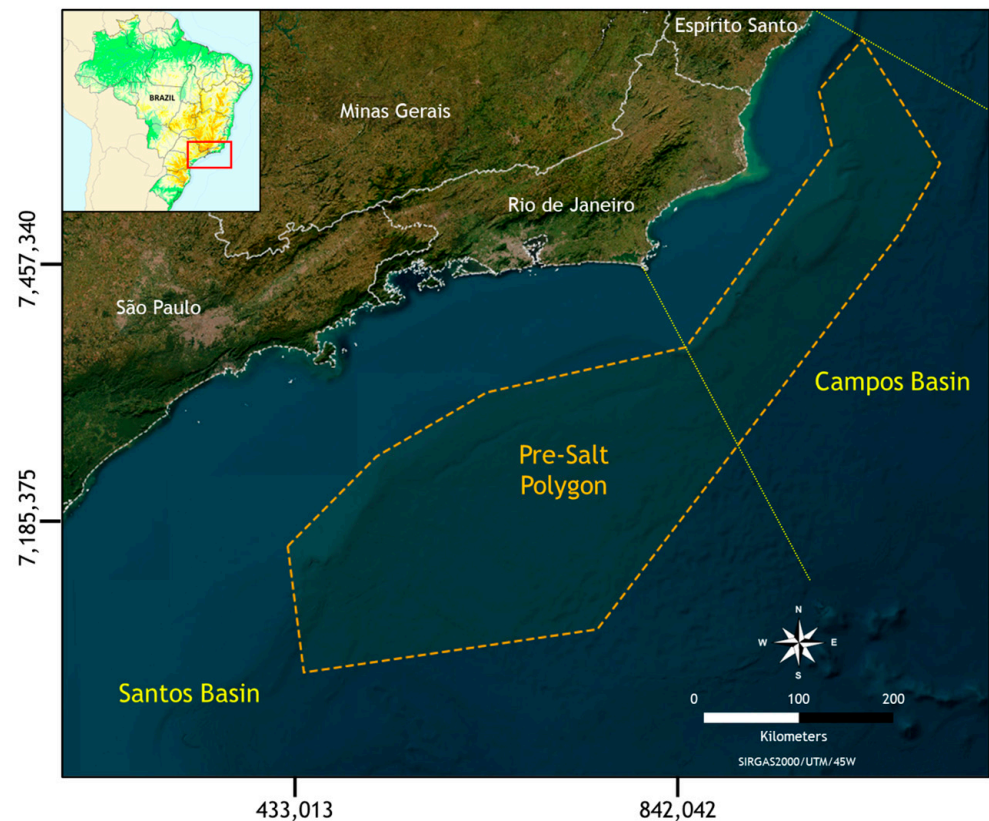 Espírito Santo
BRAZIL
Minas Gerais
Rio de Janeiro
7,457,340
São Paulo
Campos Basin
Pre-Salt
Polygon
7,185,375
N
W
E
S
Santos Basin
0
100
200
Kilometers
SIRGAS2000/UTM/45W
433,013
842,042